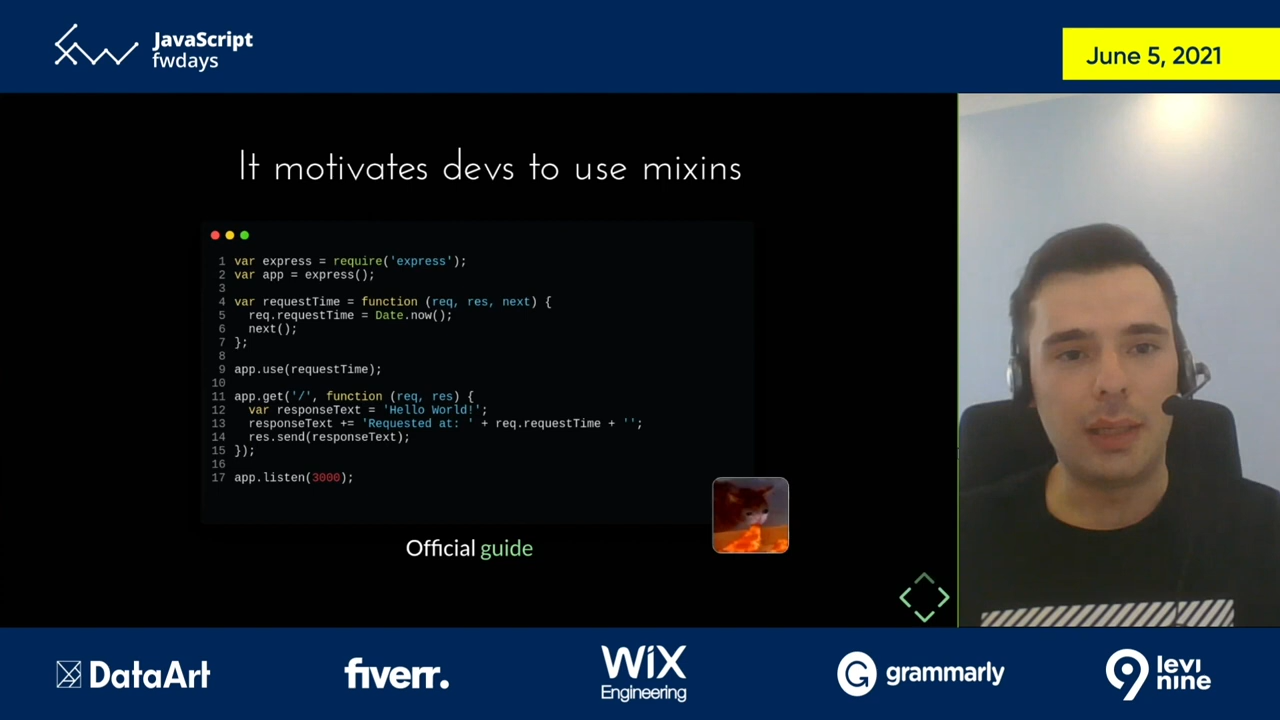 JavaScript
fwdays
June 5, 2021
It motivates devs to use mixins
1 var express = require('express');
2 var app = express();
3
4 var requestTime = function (req, res, next) {
5   req.requestTime = Date.now();
6   next();
7 };
8
9 app.use(requestTime);
10
11 app.get('/', function (req, res) {
12   var responseText = 'Hello World!';
13   responseText += 'Requested at: ' + req.requestTime + '';
14   res.send(responseText);
15 });
16
17 app.listen(3000);
Official guide
DataArt
fiverr.
WiX
Engineering
grammarly
9 levi
nine